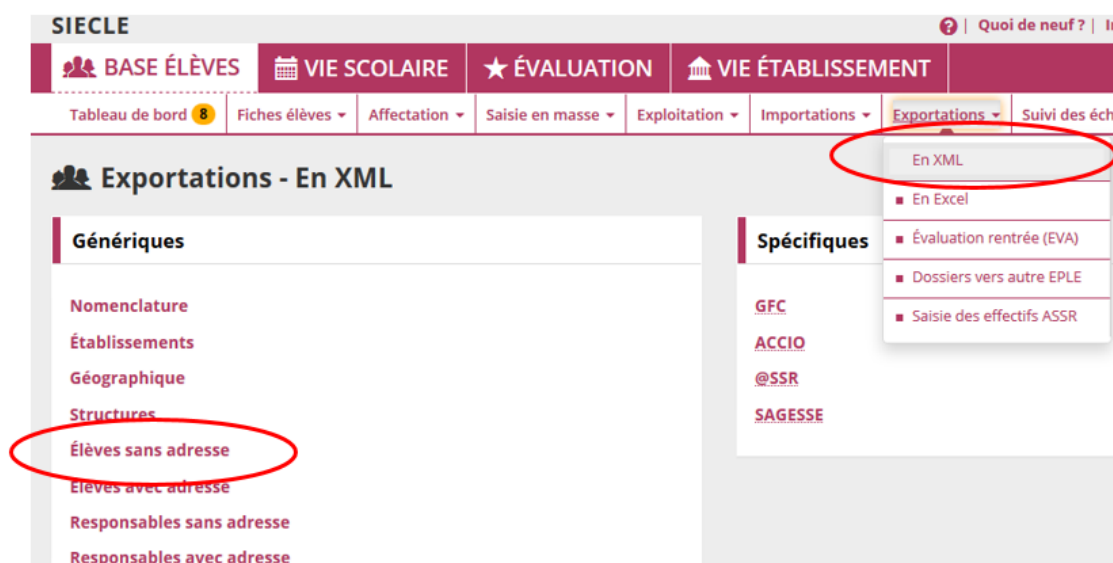 SIECLE
| Quoi de neuf ? |
BASE ÉLÈVES VIE SCOLAIRE ÉVALUATION VIE ÉTABLISSEMENT
Tableau de bord 8 Fiches élèves Affectation Saisie en masse Exploitation Importations Exportations Suivi des éch
Exportations - En XML
En XML
En Excel
Évaluation rentrée (EVA)
Dossiers vers autre EPLE
Saisie des effectifs ASSR
Génériques
Nomenclature
Établissements
Géographique
Structures
Élèves sans adresse
Élèves avec adresse
Responsables sans adresse
Responsables avec adresse
Spécifiques
GFC
ACCIO
@SSR
SAGESSE